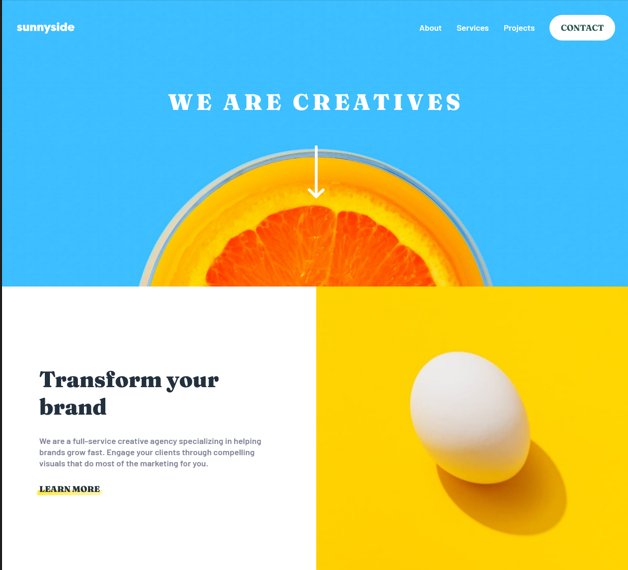 sunnyside
About Services Projects CONTACT
WE ARE CREATIVES
Transform your
brand
We are a full-service creative agency specializing in helping
brands grow fast. Engage your clients through compelling
visuals that do most of the marketing for you.
LEARN MORE